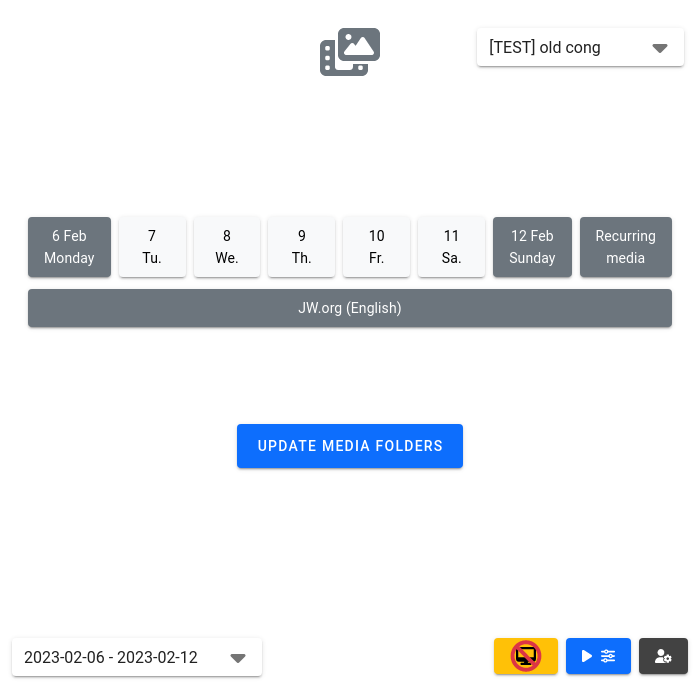 [TEST] old cong
6 Feb
Monday
7
Tu.
8
We.
9
Th.
10
Fr.
11
Sa.
12 Feb
Sunday
Recurring
media
JW.org (English)
UPDATE MEDIA FOLDERS
2023-02-06 - 2023-02-12